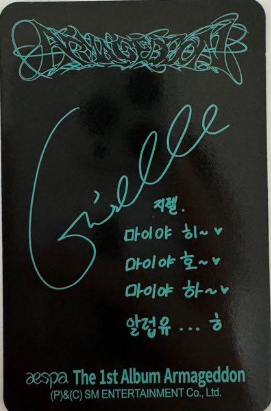 ARMAGEDDON
Giselle
지젤.
마이야 히~♥
마이야 호~♥
마이야 하~♥
알럽유...ㅎ
aespa The 1st Album Armageddon
(P)&(C) SM ENTERTAINMENT Co., Ltd.